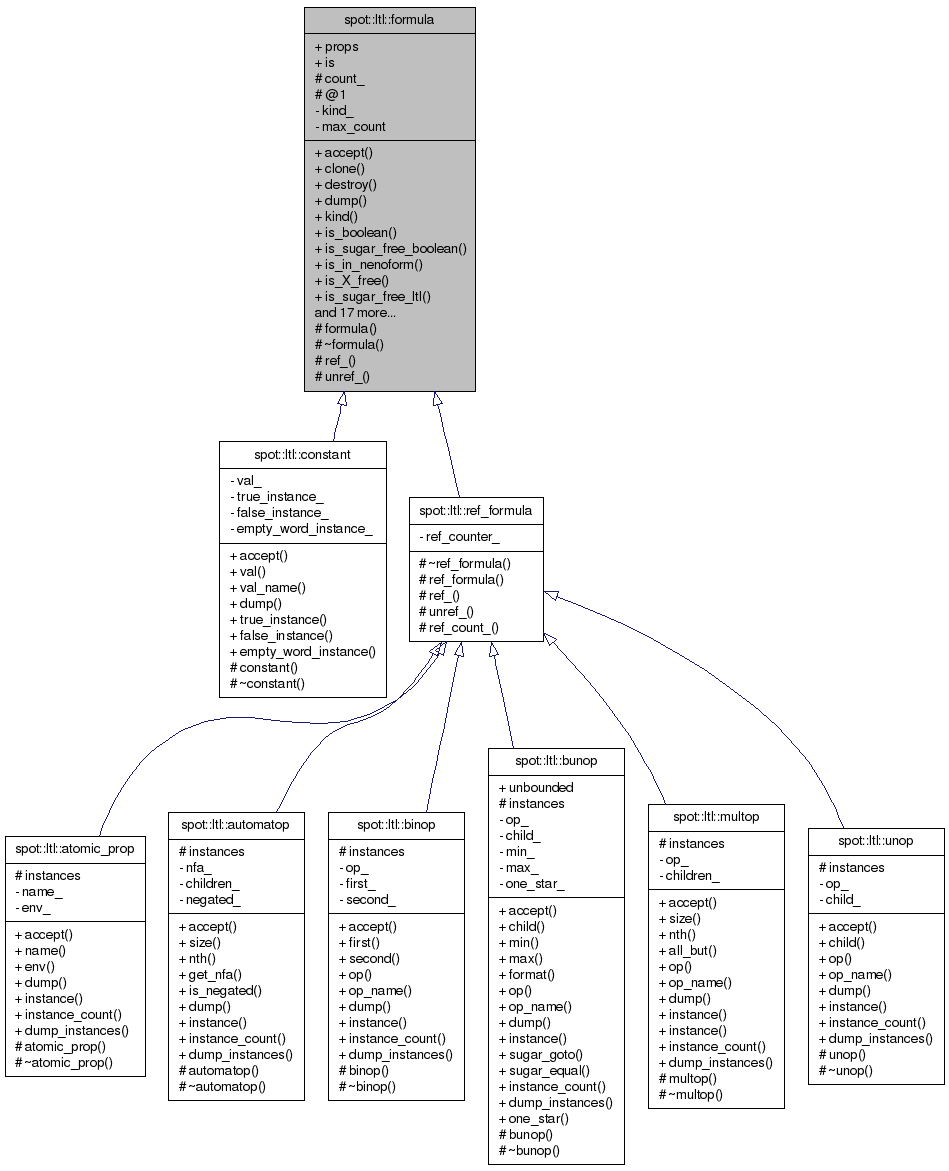 spot::ltl::formula
+ props
+ is
# count_
# @1
- kind_
- max_count
+ accept()
+ clone()
+ destroy()
+ dump()
+ kind()
+ is_boolean()
+ is_sugar_free_boolean()
+ is_in_nenoform()
+ is_X_free()
+ is_sugar_free_ltl()
and 17 more...
# formula()
# ~formula()
# ref_()
# unref_()
spot::ltl::constant
- val_
- true_instance_
- false_instance_
- empty_word_instance_
+ accept()
+ val()
+ val_name()
+ dump()
+ true_instance()
+ false_instance()
+ empty_word_instance()
# constant()
# ~constant()
spot::ltl::ref_formula
- ref_counter_
# ~ref_formula()
# ref_formula()
# ref_()
# unref_()
# ref_count_()
spot::ltl::atomic_prop
# instances
- name_
- env_
+ accept()
+ name()
+ env()
+ dump()
+ instance()
+ instance_count()
+ dump_instances()
# atomic_prop()
# ~atomic_prop()
spot::ltl::automatop
# instances
- nfa_
- children_
- negated_
+ accept()
+ size()
+ nth()
+ get_nfa()
+ is_negated()
+ dump()
+ instance()
+ instance_count()
+ dump_instances()
# automatop()
# ~automatop()
spot::ltl::binop
# instances
- op_
- first_
- second_
+ accept()
+ first()
+ second()
+ op()
+ op_name()
+ dump()
+ instance()
+ instance_count()
+ dump_instances()
# binop()
# ~binop()
spot::ltl::bunop
+ unbounded
# instances
- op_
- child_
- min_
- max_
- one_star_
+ accept()
+ child()
+ min()
+ max()
+ format()
+ op()
+ op_name()
+ dump()
+ instance()
+ sugar_goto()
+ sugar_equal()
+ instance_count()
+ dump_instances()
+ one_star()
# bunop()
# ~bunop()
spot::ltl::multop
# instances
- op_
- children_
+ accept()
+ size()
+ nth()
+ all_but()
+ op()
+ op_name()
+ dump()
+ instance()
+ instance()
+ instance_count()
+ dump_instances()
# multop()
# ~multop()
spot::ltl::unop
# instances
- op_
- child_
+ accept()
+ child()
+ op()
+ op_name()
+ dump()
+ instance()
+ instance_count()
+ dump_instances()
# unop()
# ~unop()